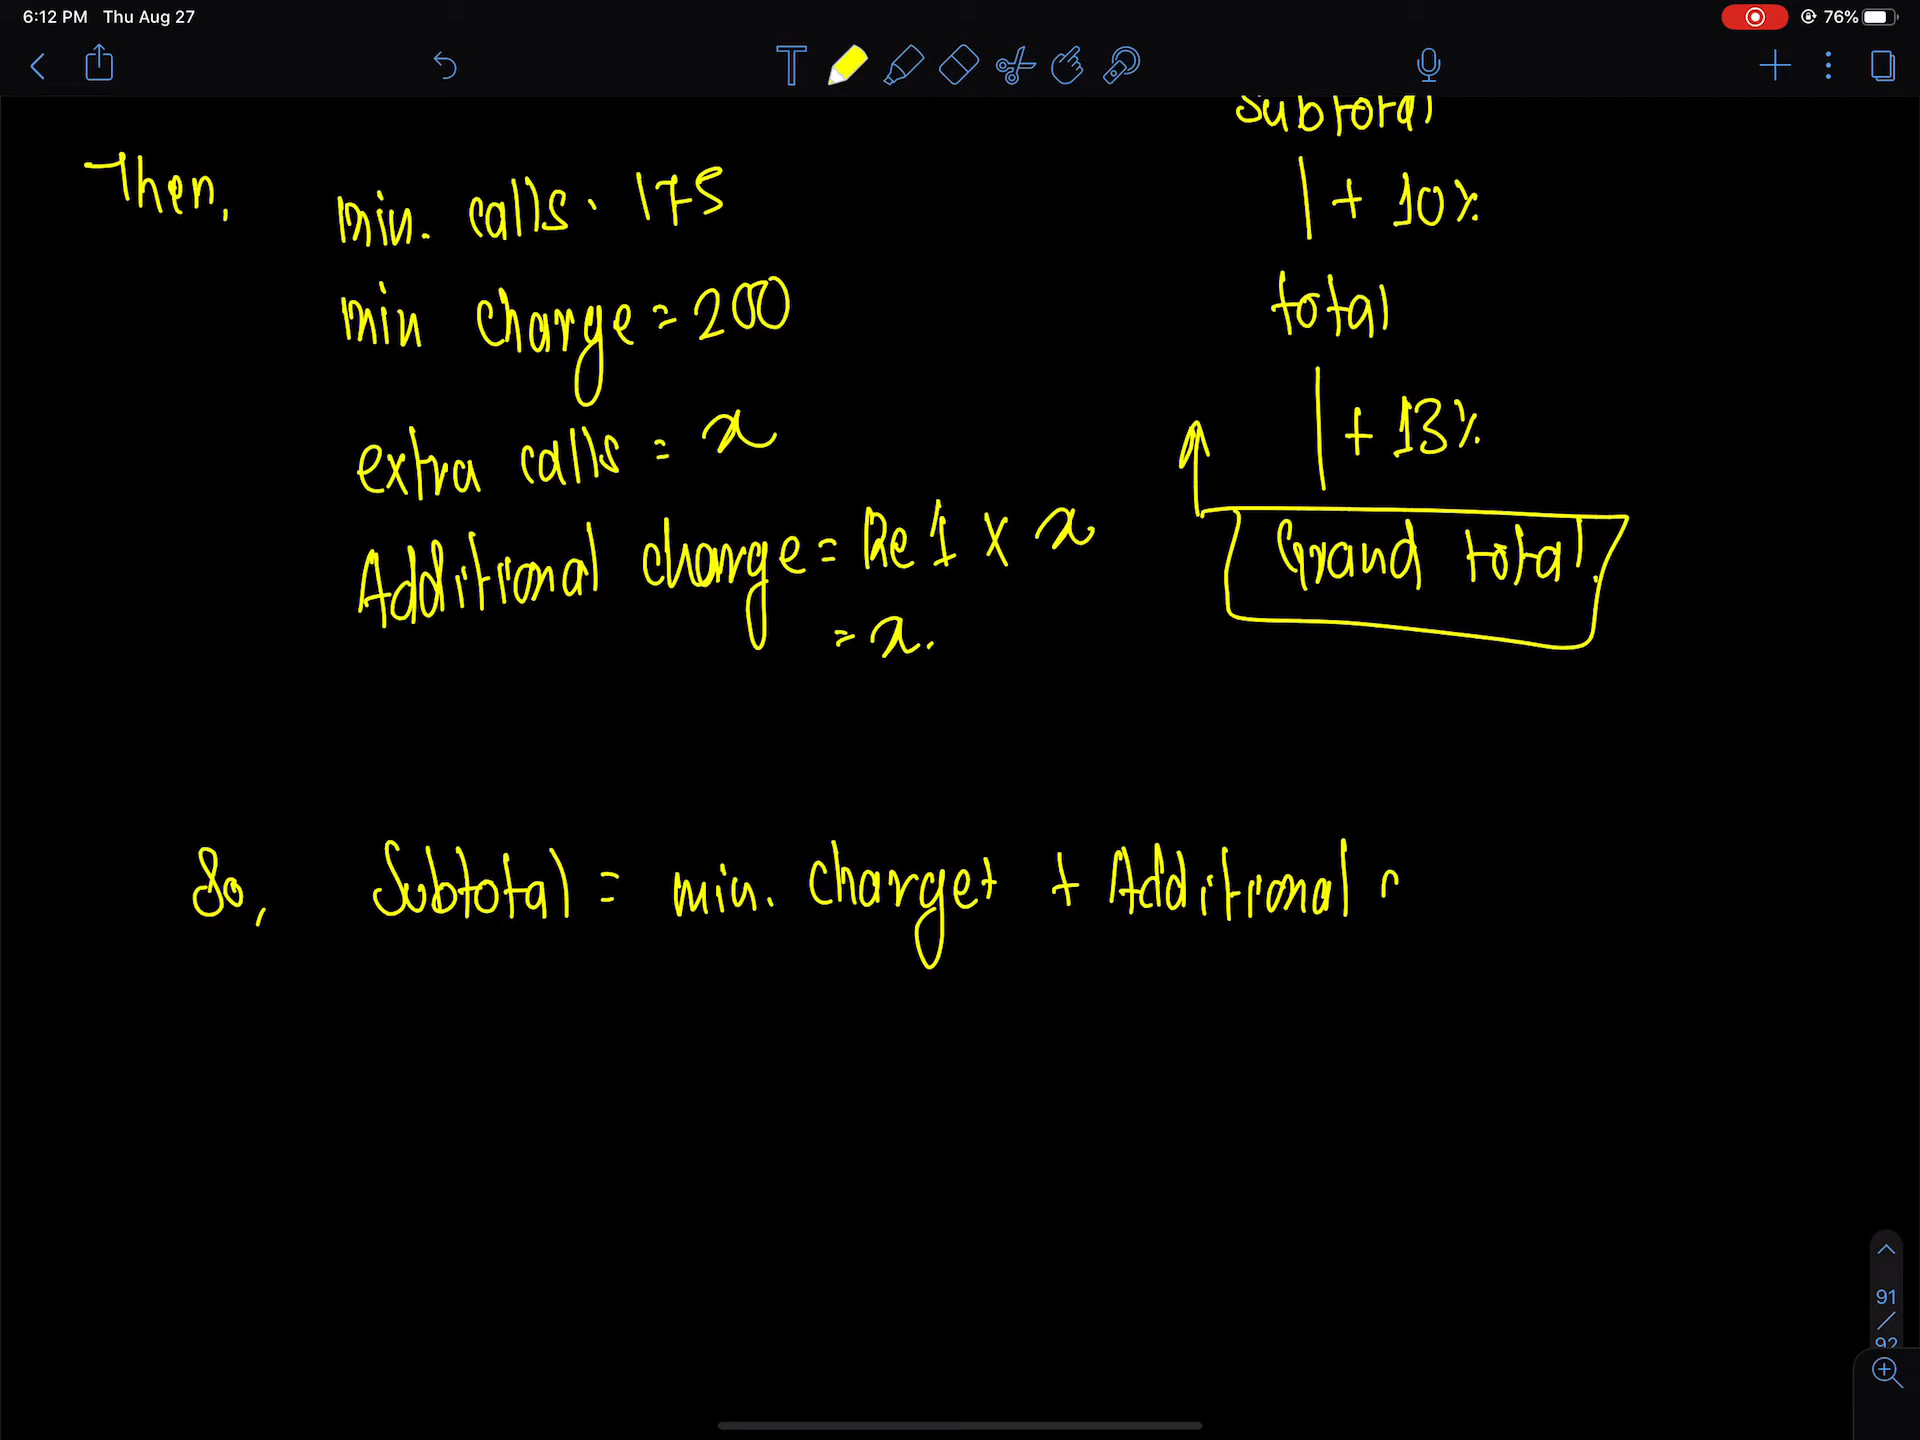 6:12 PM Thu Aug 27
76%
T
subtotal
Then,
min. calls. 175
+ 10%
min charge = 200
total
extra calls = x
+ 13%
Additional charge = Re 1 × x
= x.
Grand total.
So, Subtotal = min. charge + + Additional c
91
/
92